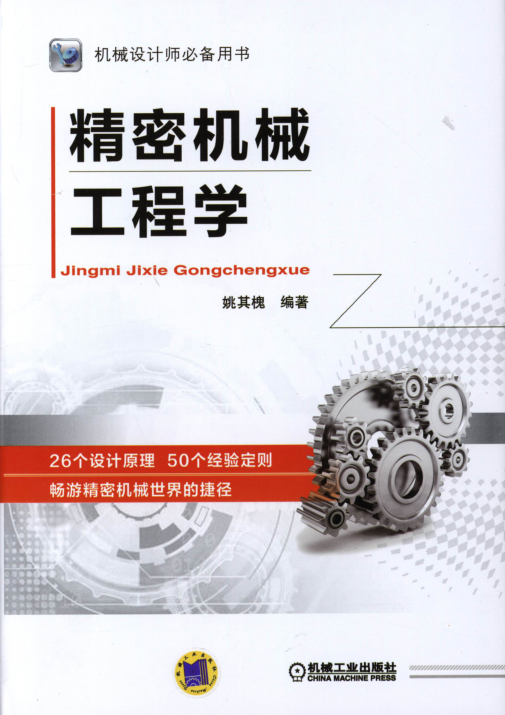 机械设计师必备用书
精密机械
工程学
Jingmi Jixie Gongchengxue
姚其槐 编著
26个设计原理 50个经验定则
畅游精密机械世界的捷径
机械工业出版社
CHINA MACHINE PRESS